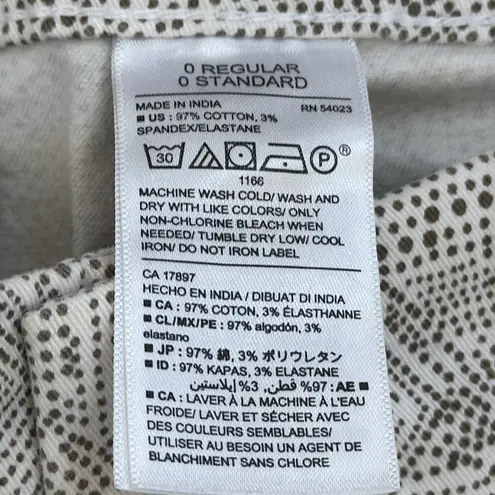 0 REGULAR
0 STANDARD
MADE IN INDIA RN 54023
■ US : 97% COTTON, 3%
SPANDEX/ELASTANE
30 P ®
1166
MACHINE WASH COLD/ WASH AND
DRY WITH LIKE COLORS/ ONLY
NON-CHLORINE BLEACH WHEN
NEEDED/ TUMBLE DRY LOW/ COOL
IRON/ DO NOT IRON LABEL
CA 17897
HECHO EN INDIA / DIBUAT DI INDIA
■ CA : 97% COTON, 3% ÉLASTHANNE
■ CL/MX/PE : 97% algodón, 3%
elastano
■ JP : 97% 綿, 3% ポリウレタン
■ ID : 97% KAPAS, 3% ELASTANE
■ AE : 97% قطن, 3% إيلاستين
■ CA : LAVER À LA MACHINE À L'EAU
FROIDE/ LAVER ET SÉCHER AVEC
DES COULEURS SEMBLABLES/
UTILISER AU BESOIN UN AGENT DE
BLANCHIMENT SANS CHLORE